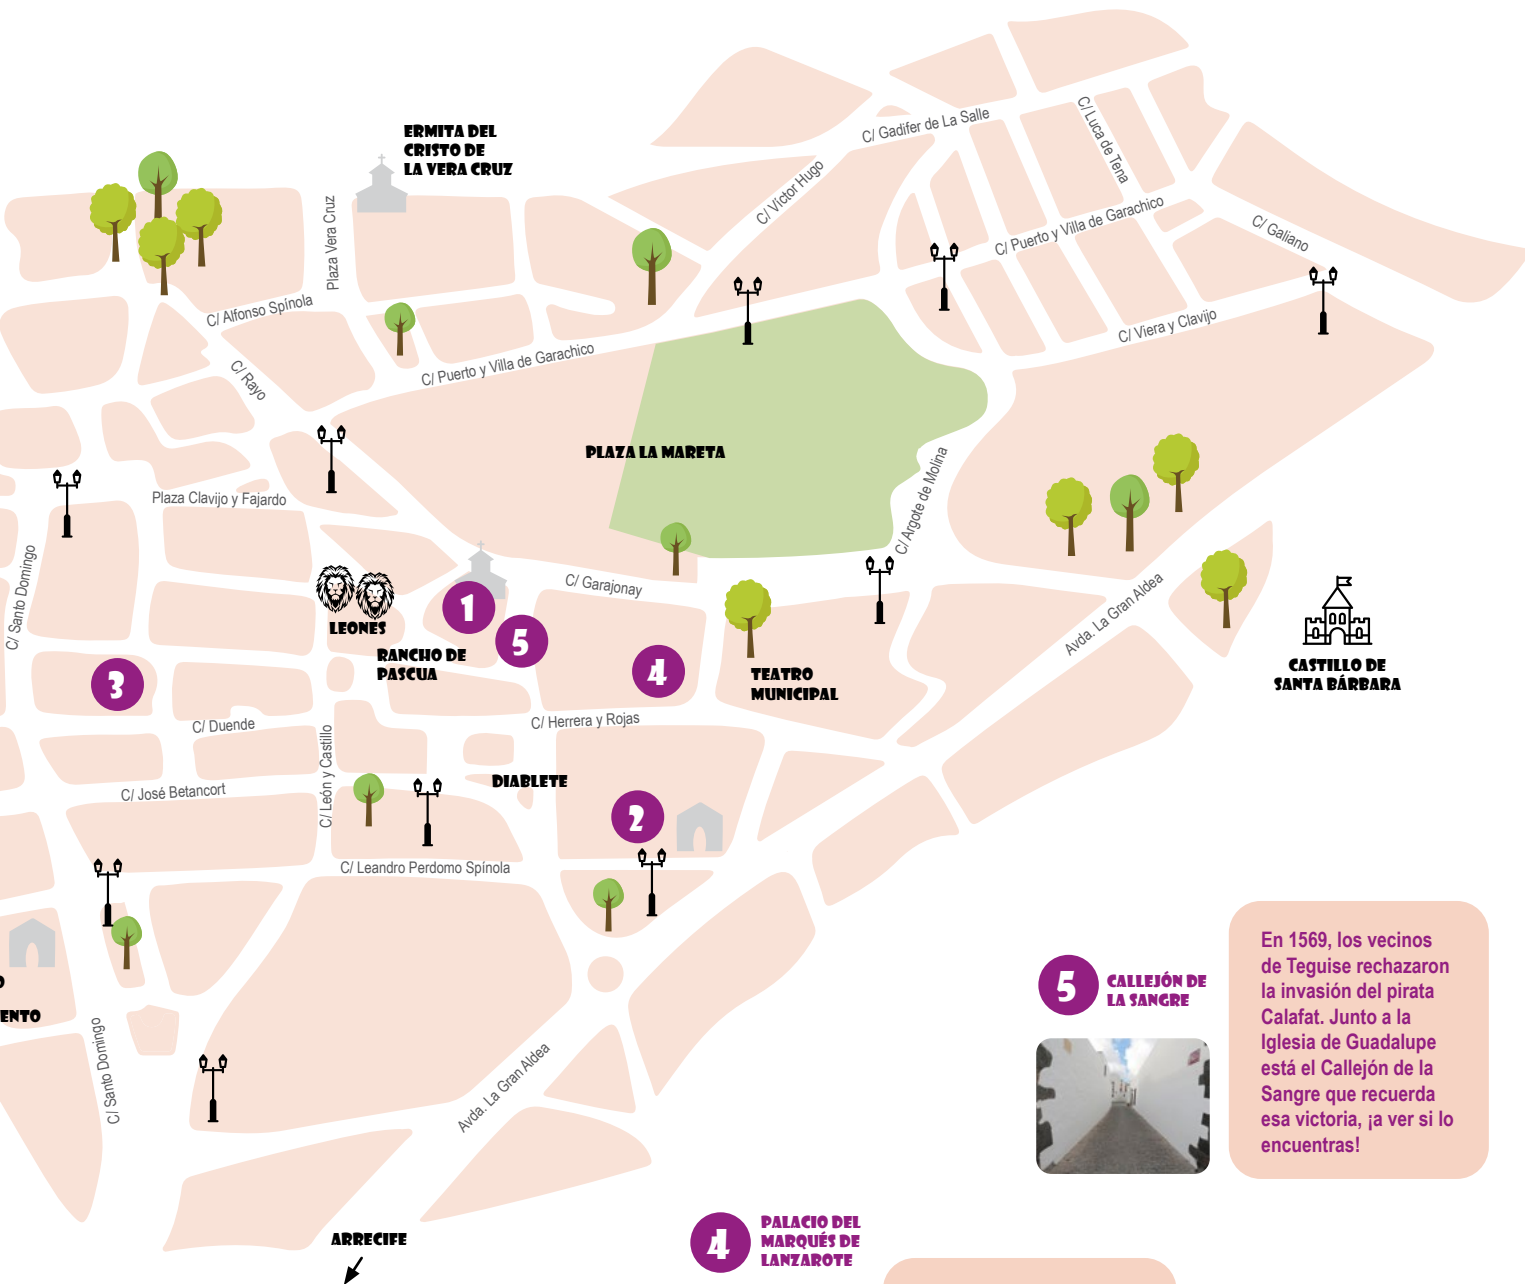 ERMITA DEL
CRISTO DE
LA VERA CRUZ
Plaza Vera Cruz
C/ Gadifer de La Salle
C/ Luca de Tena
C/ Víctor Hugo
C/ Puerto y Villa de Garachico
C/ Galiano
C/ Alfonso Spínola
C/ Viera y Clavijo
C/ Rayo
C/ Puerto y Villa de Garachico
PLAZA LA MARETA
Plaza Clavijo y Fajardo
C/ Argote de Molina
C/ Santo Domingo
C/ Garajonay
Avda. La Gran Aldea
LEONES
1
5
RANCHO DE
PASCUA
4
3
TEATRO
MUNICIPAL
CASTILLO DE
SANTA BÁRBARA
C/ Duende
C/ Herrera y Rojas
C/ León y Castillo
DIABLETE
C/ José Betancort
2
C/ Leandro Perdomo Spínola
O
ENTO
C/ Santo Domingo
Avda. La Gran Aldea
5
CALLEJÓN DE
LA SANGRE
En 1569, los vecinos
de Teguise rechazaron
la invasión del pirata
Calafat. Junto a la
Iglesia de Guadalupe
está el Callejón de la
Sangre que recuerda
esa victoria, ¡a ver si lo
encuentras!
ARRECIFE
4
PALACIO DEL
MARQUÉS DE
LANZAROTE